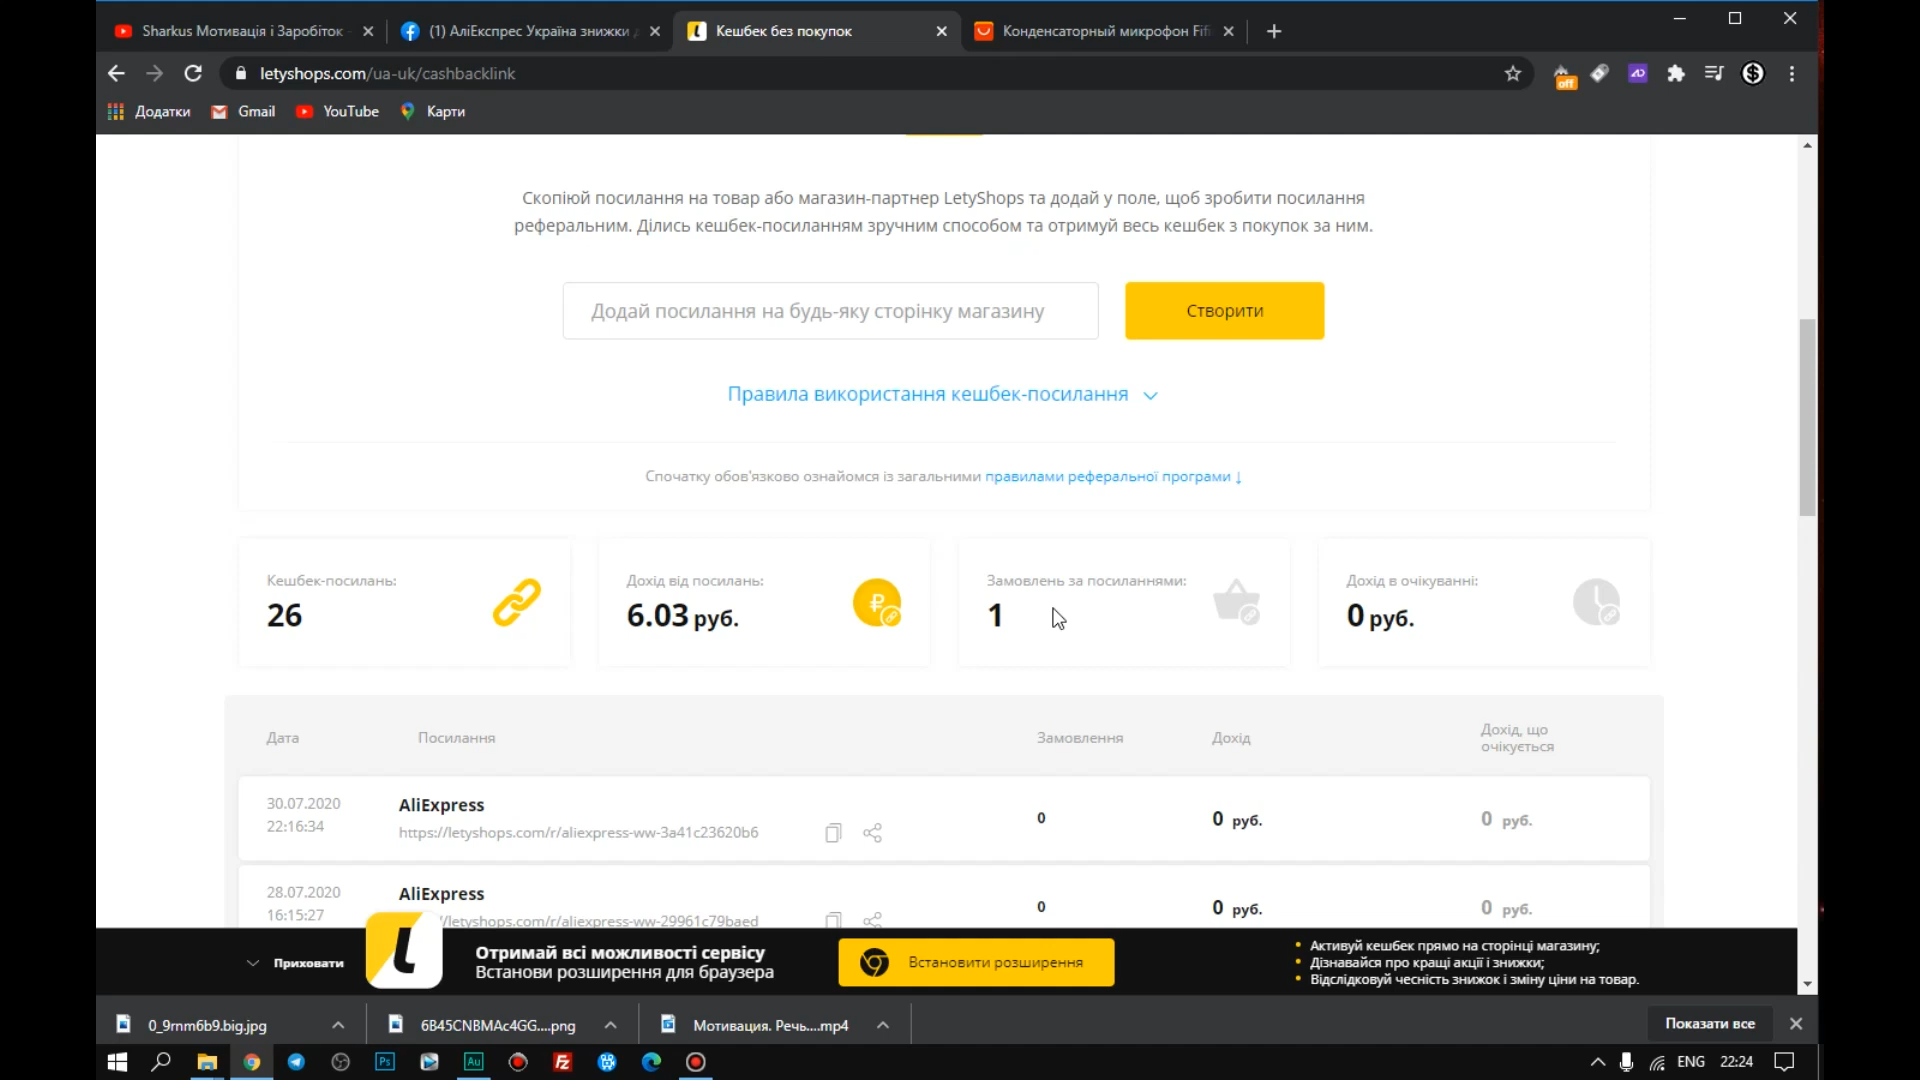 Sharkus Мотивація і Заробіток
(1) АліЕкспрес Україна знижки
Кешбек без покупок
Конденсаторный микрофон Fifi
letyshops.com/ua-uk/cashbacklink
off
Додатки
Gmail
YouTube
Карти
Скопіюй посилання на товар або магазин-партнер LetyShops та додай у поле, щоб зробити посилання
реферальним. Ділись кешбек-посиланням зручним способом та отримуй весь кешбек з покупок за ним.
Додай посилання на будь-яку сторінку магазину
Створити
Правила використання кешбек-посилання
Спочатку обов'язково ознайомся із загальними правилами реферальної програми ↓
Кешбек-посилань:
26
Дохід від посилань:
6.03 руб.
Замовлень за посиланнями:
1
Дохід в очікуванні:
0 руб.
Дата
Посилання
Замовлення
Дохід
Дохід, що
очікується
30.07.2020
22:16:34
AliExpress
https://letyshops.com/r/aliexpress-ww-3a41c23620b6
0
0 руб.
0 руб.
28.07.2020
16:15:27
AliExpress
/letyshops.com/r/aliexpress-ww-29961c79baed
0
0 руб.
0 руб.
Приховати
Отримай всі можливості сервісу
Встанови розширення для браузера
Встановити розширення
• Активуй кешбек прямо на сторінці магазину;
• Дізнавайся про кращі акції і знижки;
• Відслідковуй чесність знижок і зміну ціни на товар.
0_9rnm6b9.big.jpg
6B45CNBMAc4GG....png
Мотивация. Речь....mp4
Показати все
Ps
Au
Fz
ENG
22:24